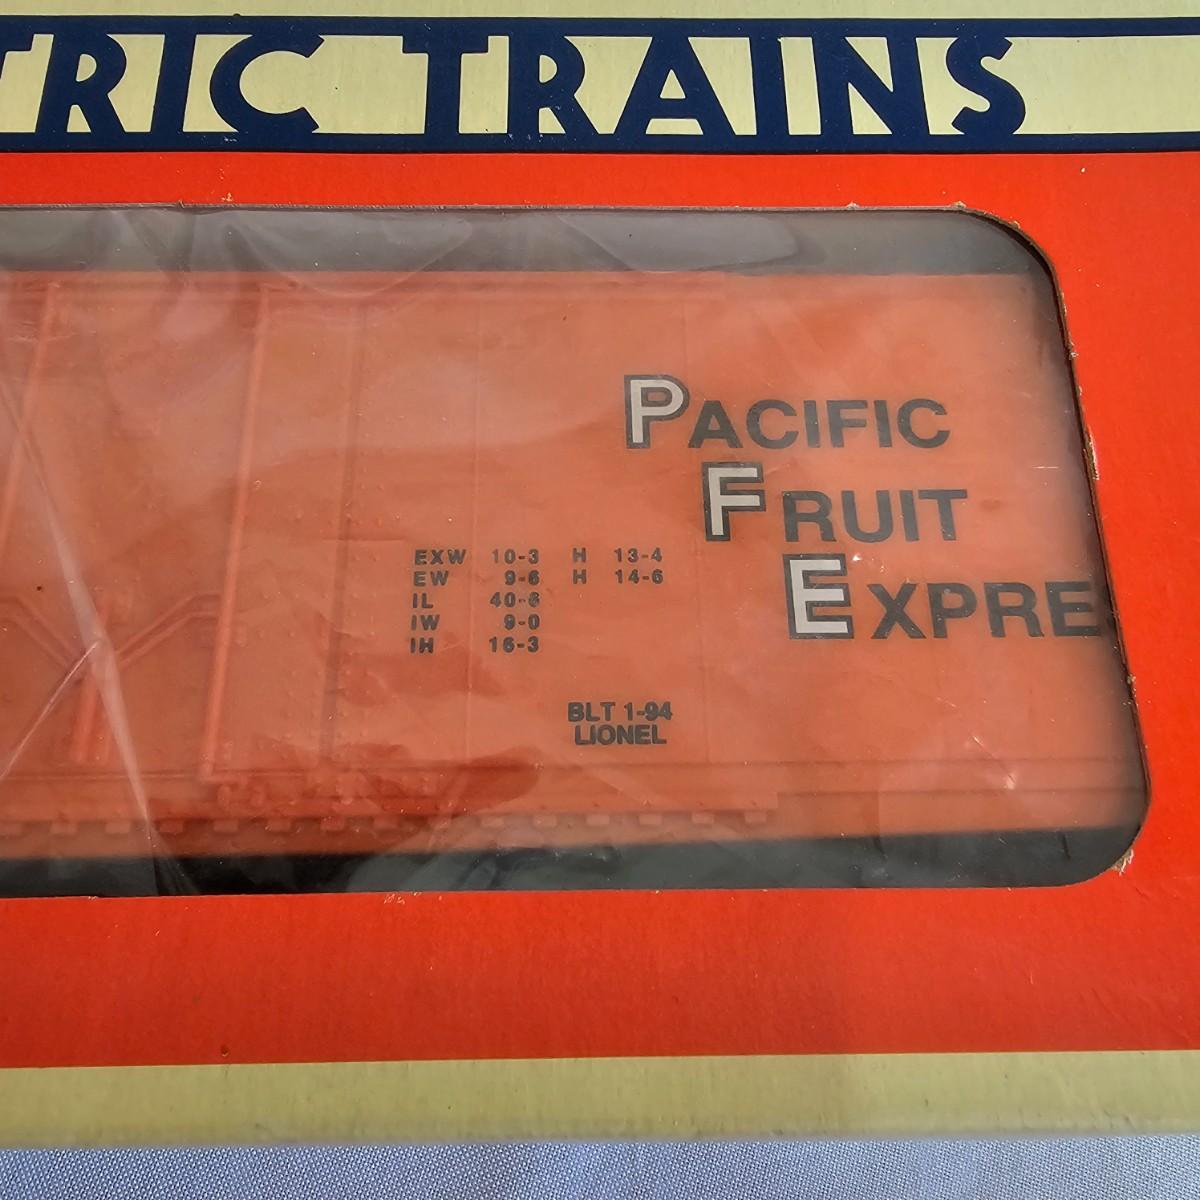 TRIC TRAINS
PACIFIC
FRUIT
EXPRE
EXW 10-3 H 13-4
EW 9-6 H 14-6
IL 40-6
IW 9-0
IH 16-3
BLT 1-94
LIONEL